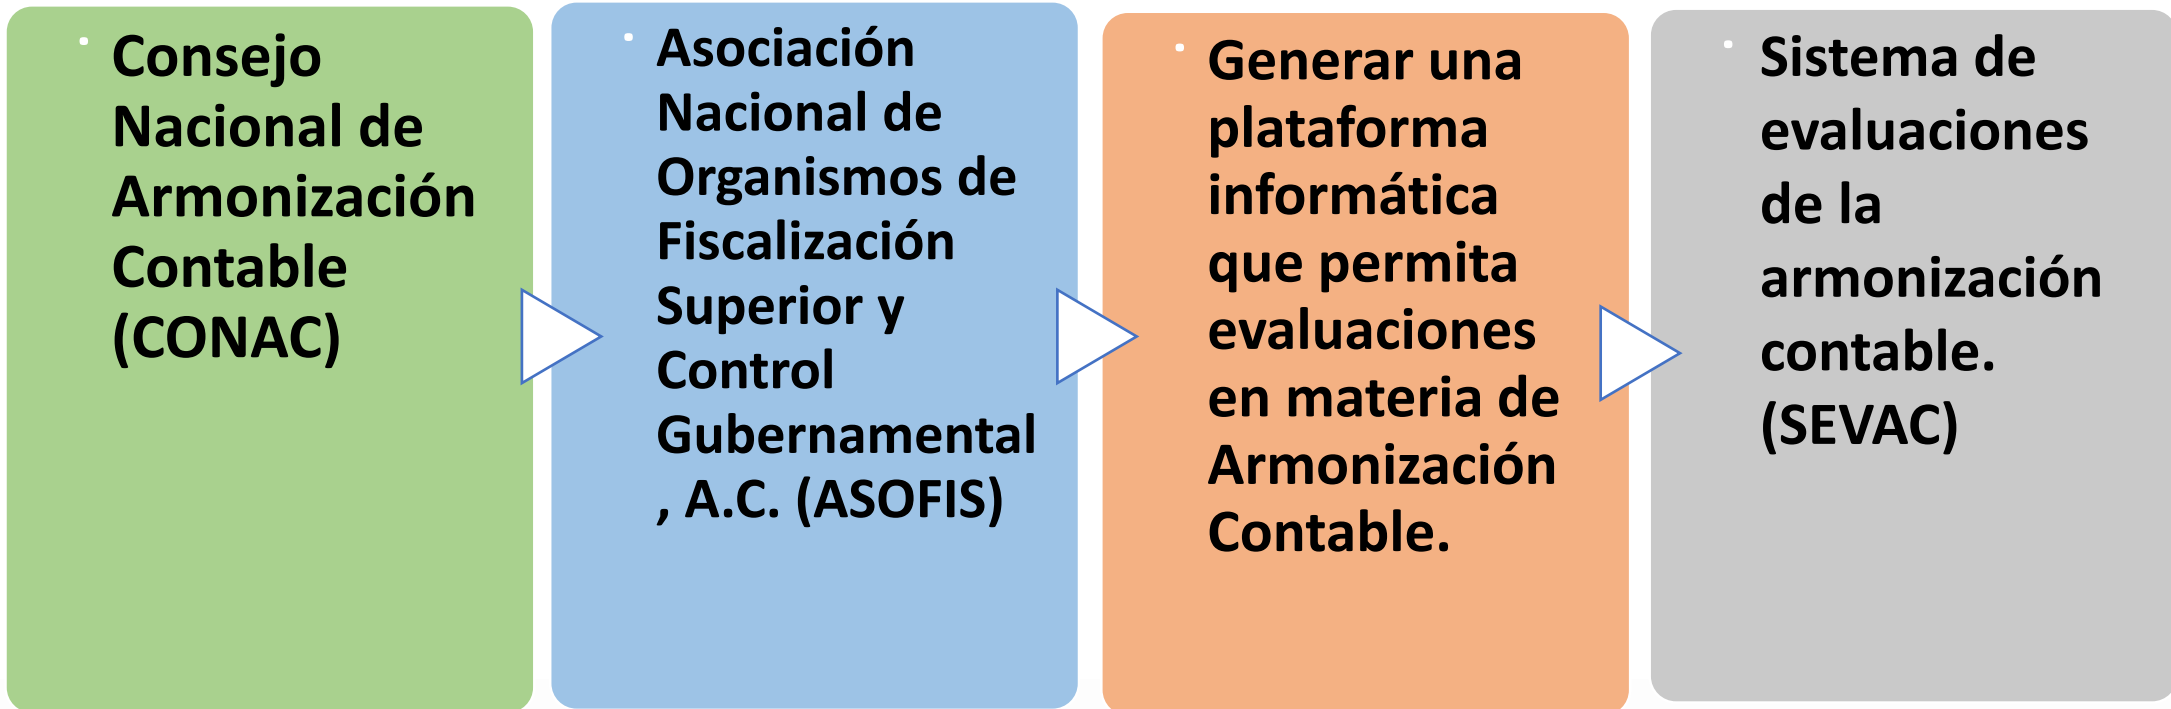 Consejo
Nacional de
Armonización
Contable
(CONAC)
Asociación
Nacional de
Organismos de
Fiscalización
Superior y
Control
Gubernamental
, A.C. (ASOFIS)
Generar una
plataforma
informática
que permita
evaluaciones
en materia de
Armonización
Contable.
Sistema de
evaluaciones
de la
armonización
contable.
(SEVAC)